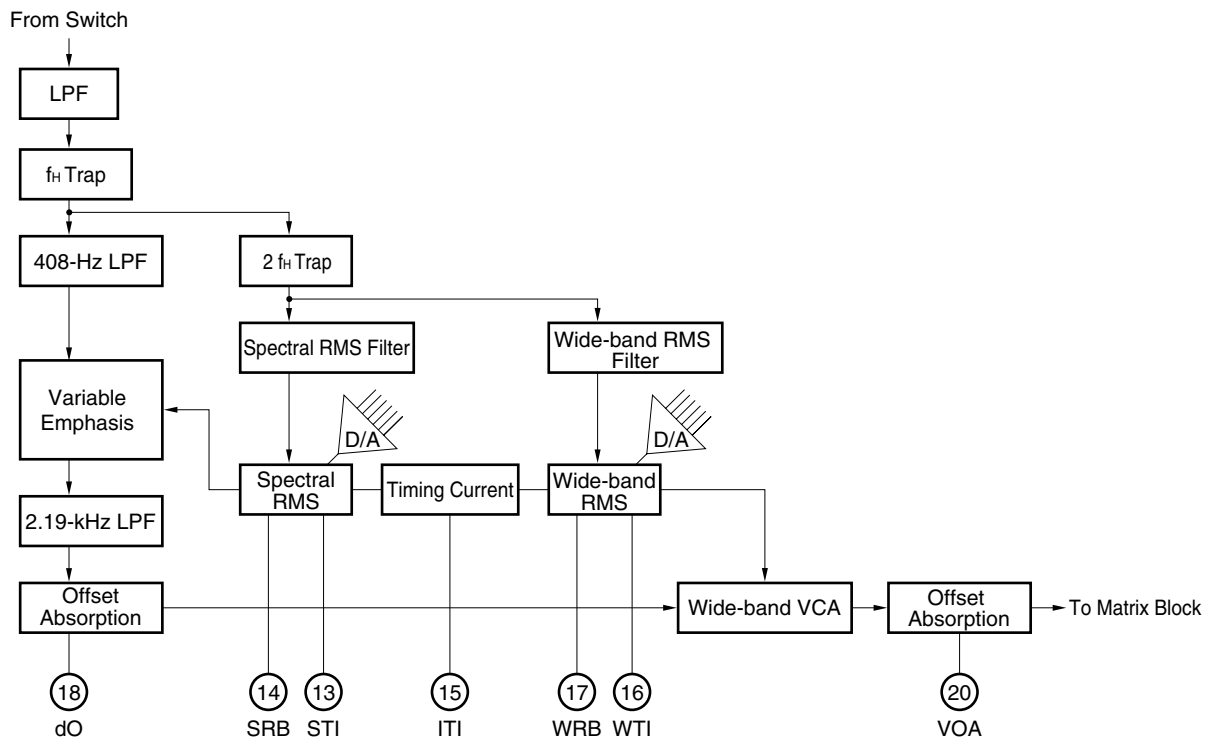 From Switch
LPF
fH Trap
408-Hz LPF
2 fH Trap
Spectral RMS Filter
Wide-band RMS
Filter
Variable
Emphasis
D/A
D/A
Spectral
RMS
Timing Current
Wide-band
RMS
2.19-kHz LPF
Offset
Absorption
Wide-band VCA
Offset
Absorption
To Matrix Block
18
14
13
15
17
16
20
dO
SRB
STI
ITI
WRB
WTI
VOA